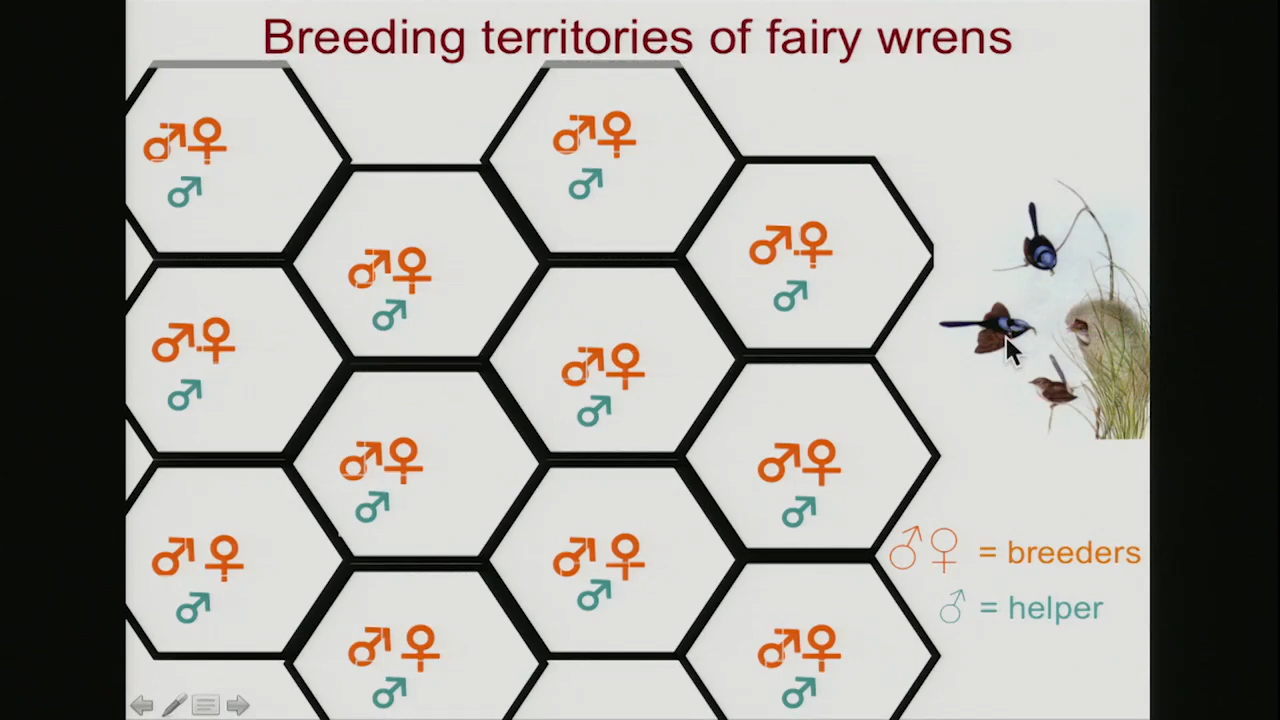 Breeding territories of fairy wrens
♂♀ = breeders
♂ = helper